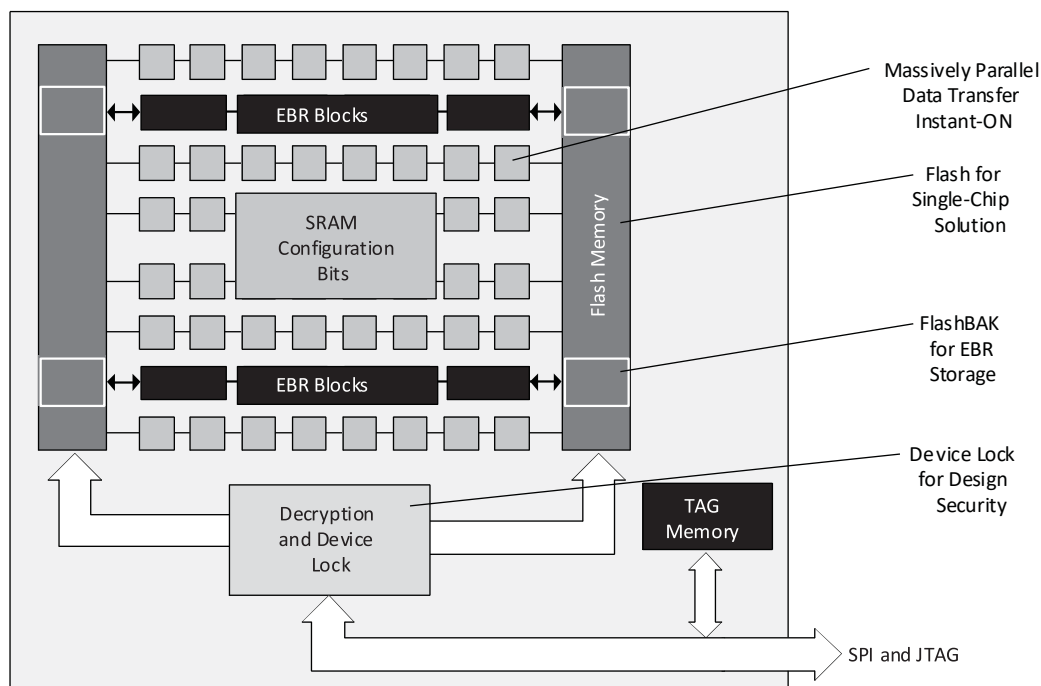 EBR Blocks
SRAM
Configuration
Bits
EBR Blocks
Flash Memory
Massively Parallel
Data Transfer
Instant-ON
Flash for
Single-Chip
Solution
FlashBAK
for EBR
Storage
Device Lock
for Design
Security
Decryption
and Device
Lock
TAG
Memory
SPI and JTAG